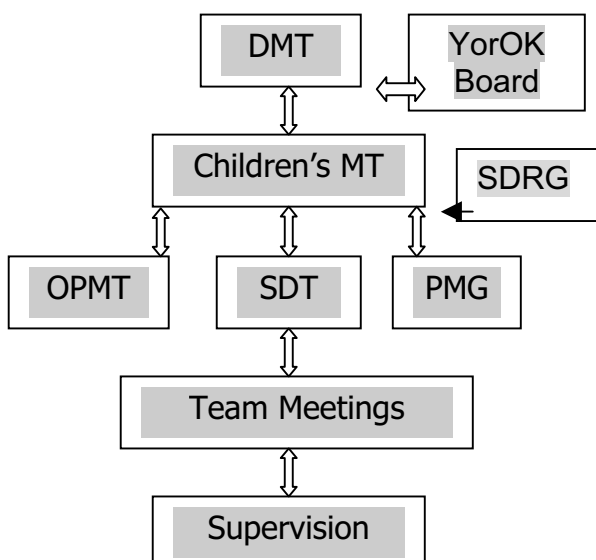 DMT
YorOK
Board
Children's MT
SDRG
OPMT
SDT
PMG
Team Meetings
Supervision